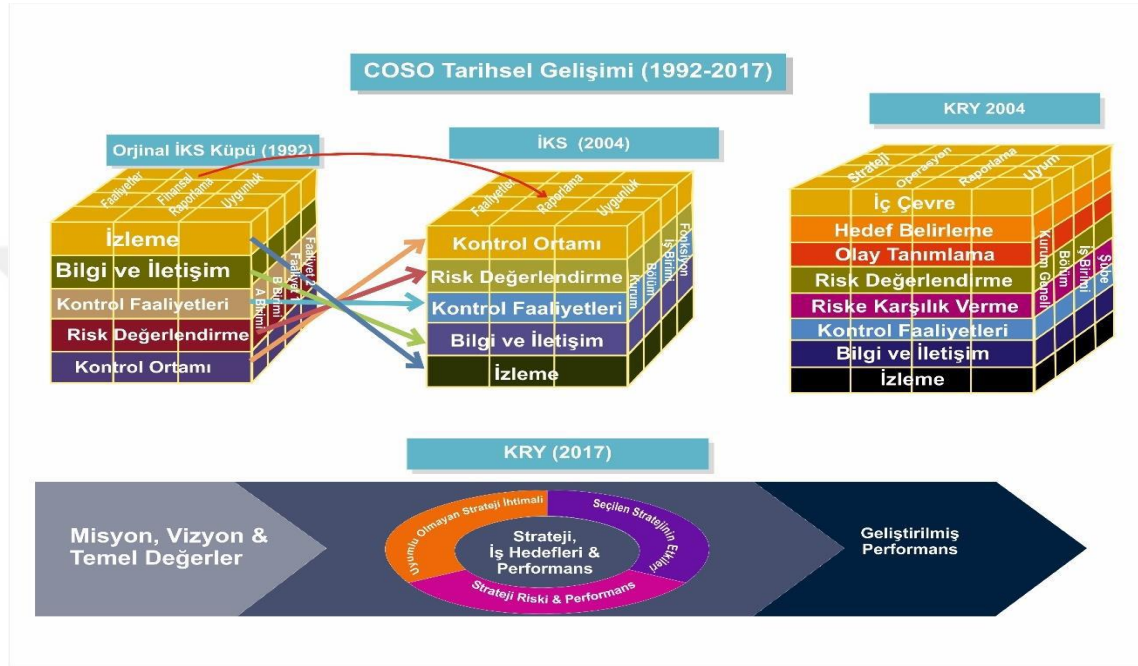 COSO Tarihsel Gelişimi (1992-2017)
Orjinal İKS Küpü (1992)
Faaliyetler
Finansal
Raporlama
Uygunluk
İzleme
Bilgi ve İletişim
Kontrol Faaliyetleri
Risk Değerlendirme
Kontrol Ortamı
A Birimi
B Birimi
Faaliyet 1
Faaliyet 2
İKS (2004)
Faaliyetler
Raporlama
Uygunluk
Kontrol Ortamı
Risk Değerlendirme
Kontrol Faaliyetleri
Bilgi ve İletişim
İzleme
Kurum
Bölüm
İş Birimi
Fonksiyon
KRY 2004
Strateji
Operasyon
Raporlama
Uyum
İç Çevre
Hedef Belirleme
Olay Tanımlama
Risk Değerlendirme
Riske Karşılık Verme
Kontrol Faaliyetleri
Bilgi ve İletişim
İzleme
Kurum Geneli
Bölüm
İş Birimi
Şube
KRY (2017)
Misyon, Vizyon &
Temel Değerler
Uyumlu Olmayan Strateji İhtimali
Seçilen Stratejinin Etkileri
Strateji,
İş Hedefleri &
Performans
Strateji Riski & Performans
Geliştirilmiş
Performans